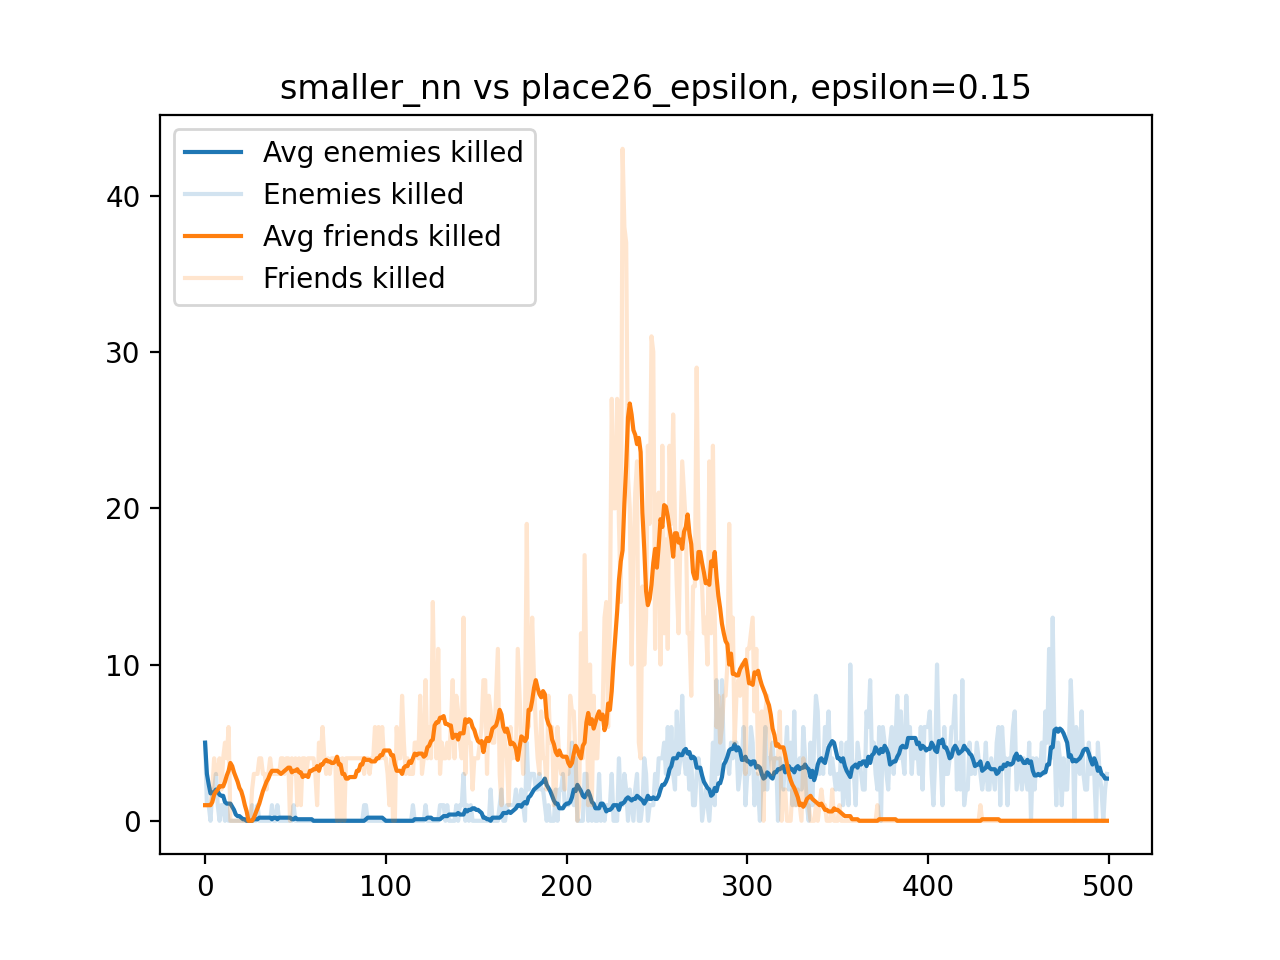 smaller_nn vs place26_epsilon, epsilon=0.15
Avg enemies killed
Enemies killed
Avg friends killed
Friends killed
40
30
20
10
0
0 100 200 300 400 500